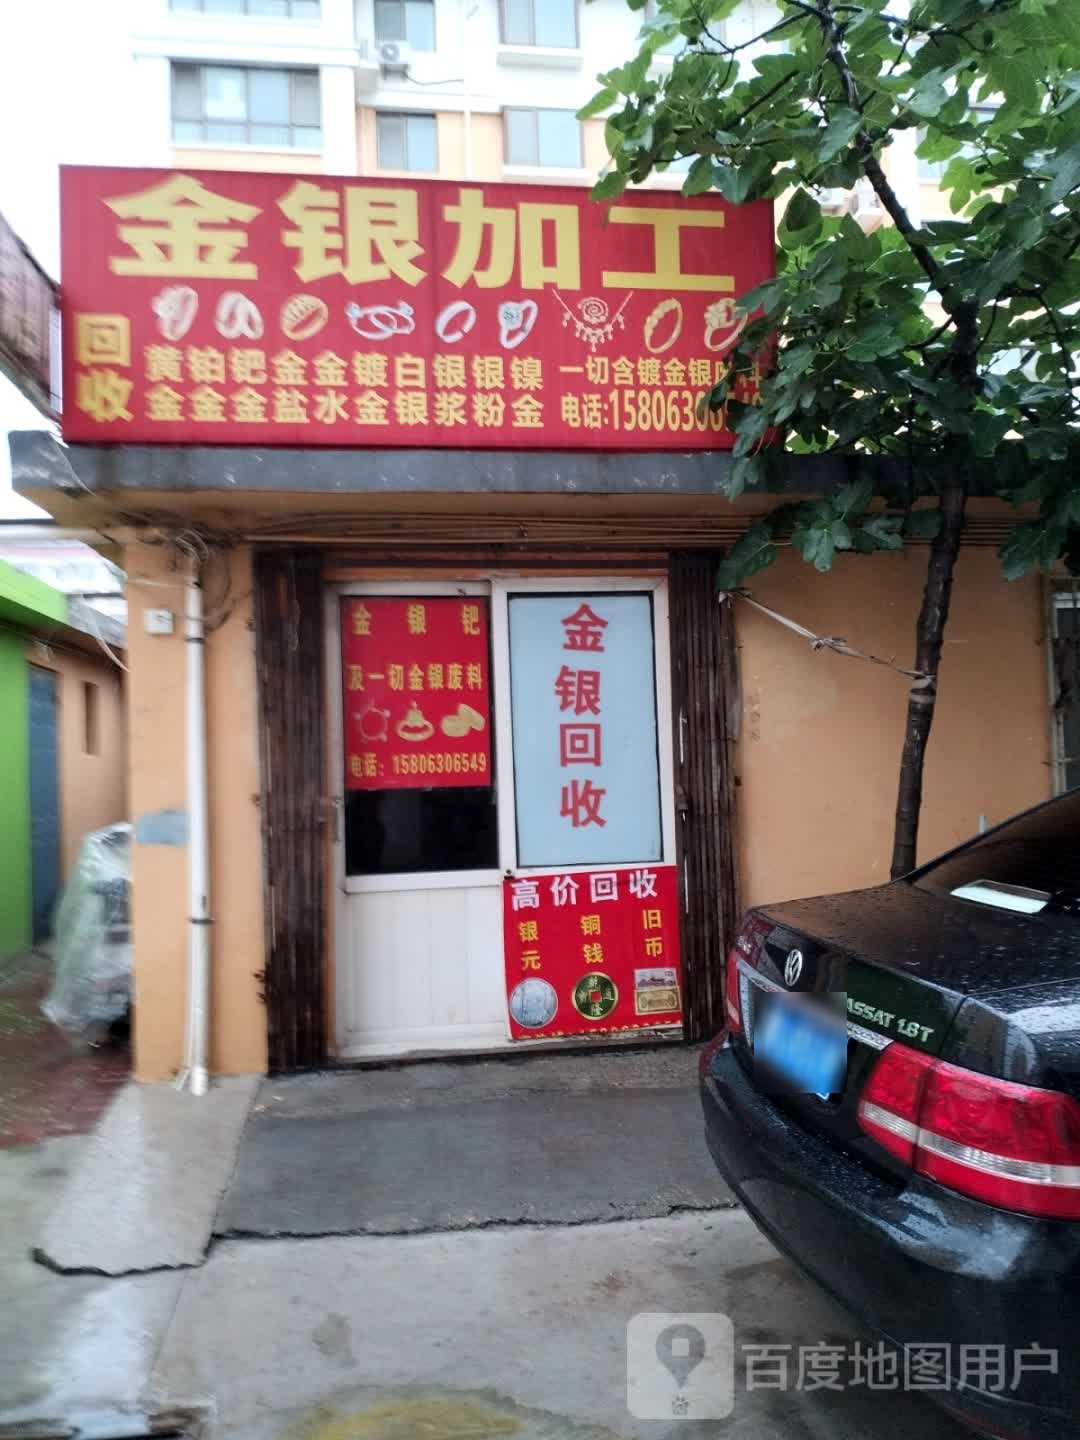 金银加工
回收
黄铂钯金金镀白银银镍
金金金盐水金银浆粉金
一切含镀金银废料
电话:15806306549
金银钯
及一切金银废料
电话：15806306549
金银回收
高价回收
银元
铜钱
旧币
PASSAT 1.8T
百度地图用户